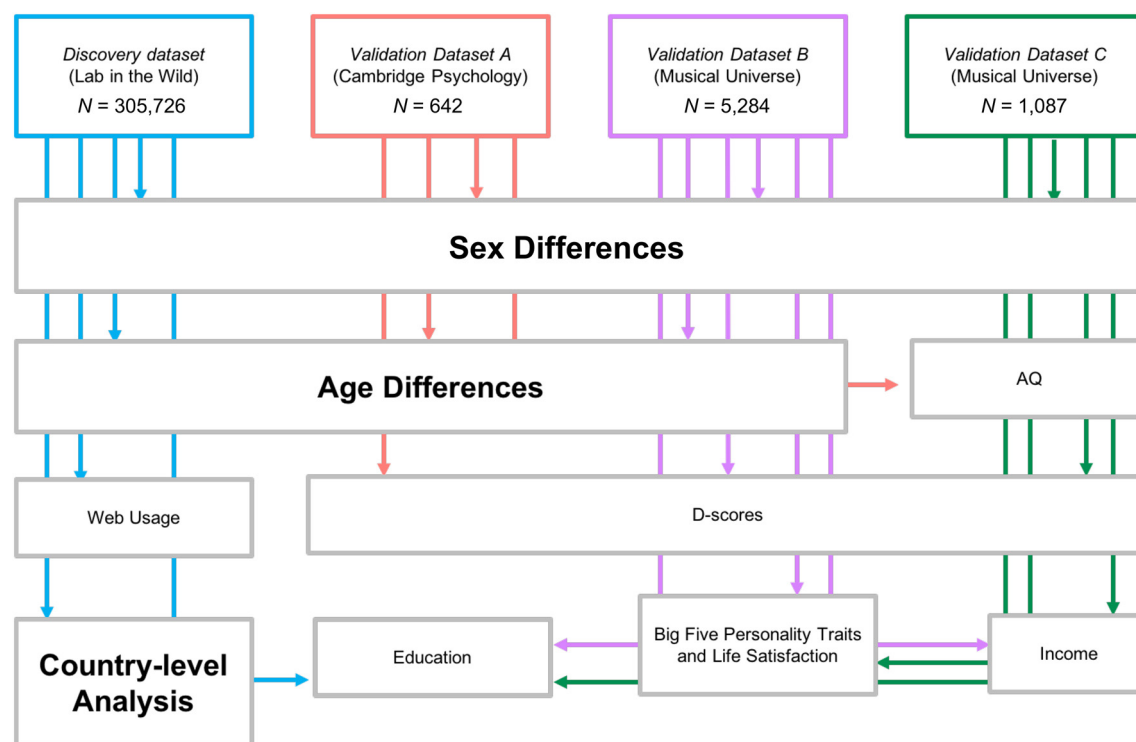 Discovery dataset
(Lab in the Wild)
N = 305,726
Validation Dataset A
(Cambridge Psychology)
N = 642
Validation Dataset B
(Musical Universe)
N = 5,284
Validation Dataset C
(Musical Universe)
N = 1,087
Sex Differences
Age Differences
AQ
Web Usage
D-scores
Country-level
Analysis
Education
Big Five Personality Traits
and Life Satisfaction
Income